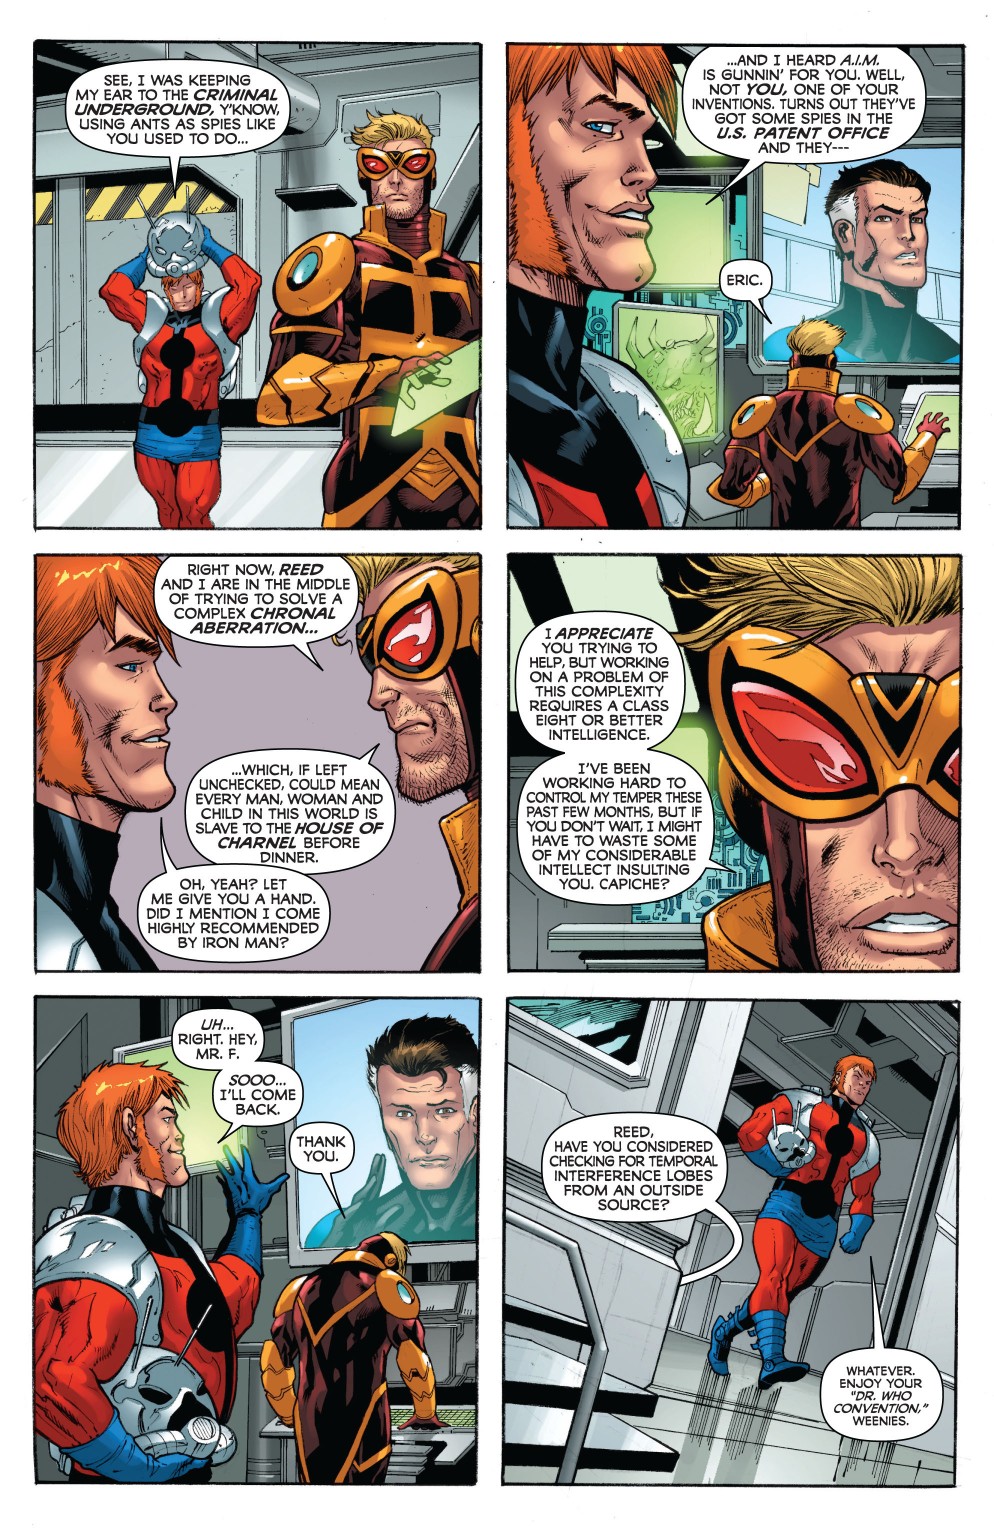 SEE, I WAS KEEPING
MY EAR TO THE CRIMINAL
UNDERGROUND, Y'KNOW,
USING ANTS AS SPIES LIKE
YOU USED TO DO...
...AND I HEARD A.I.M.
IS GUNNIN' FOR YOU. WELL,
NOT YOU, ONE OF YOUR
INVENTIONS. TURNS OUT THEY'VE
GOT SOME SPIES IN THE
U.S. PATENT OFFICE
AND THEY---
ERIC.
RIGHT NOW, REED
AND I ARE IN THE MIDDLE
OF TRYING TO SOLVE A
COMPLEX CHRONAL
ABERRATION...
...WHICH, IF LEFT
UNCHECKED, COULD MEAN
EVERY MAN, WOMAN AND
CHILD IN THIS WORLD IS
SLAVE TO THE HOUSE OF
CHARNEL BEFORE
DINNER.
OH, YEAH? LET
ME GIVE YOU A HAND.
DID I MENTION I COME
HIGHLY RECOMMENDED
BY IRON MAN?
I APPRECIATE
YOU TRYING TO
HELP, BUT WORKING
ON A PROBLEM OF
THIS COMPLEXITY
REQUIRES A CLASS
EIGHT OR BETTER
INTELLIGENCE.
I'VE BEEN
WORKING HARD TO
CONTROL MY TEMPER THESE
PAST FEW MONTHS, BUT IF
YOU DON'T WAIT, I MIGHT
HAVE TO WASTE SOME
OF MY CONSIDERABLE
INTELLECT INSULTING
YOU. CAPICHE?
UH...
RIGHT. HEY,
MR. F.
SOOO...
I'LL COME
BACK.
THANK
YOU.
REED,
HAVE YOU CONSIDERED
CHECKING FOR TEMPORAL
INTERFERENCE LOBES
FROM AN OUTSIDE
SOURCE?
WHATEVER.
ENJOY YOUR
"DR. WHO
CONVENTION,"
WEENIES.